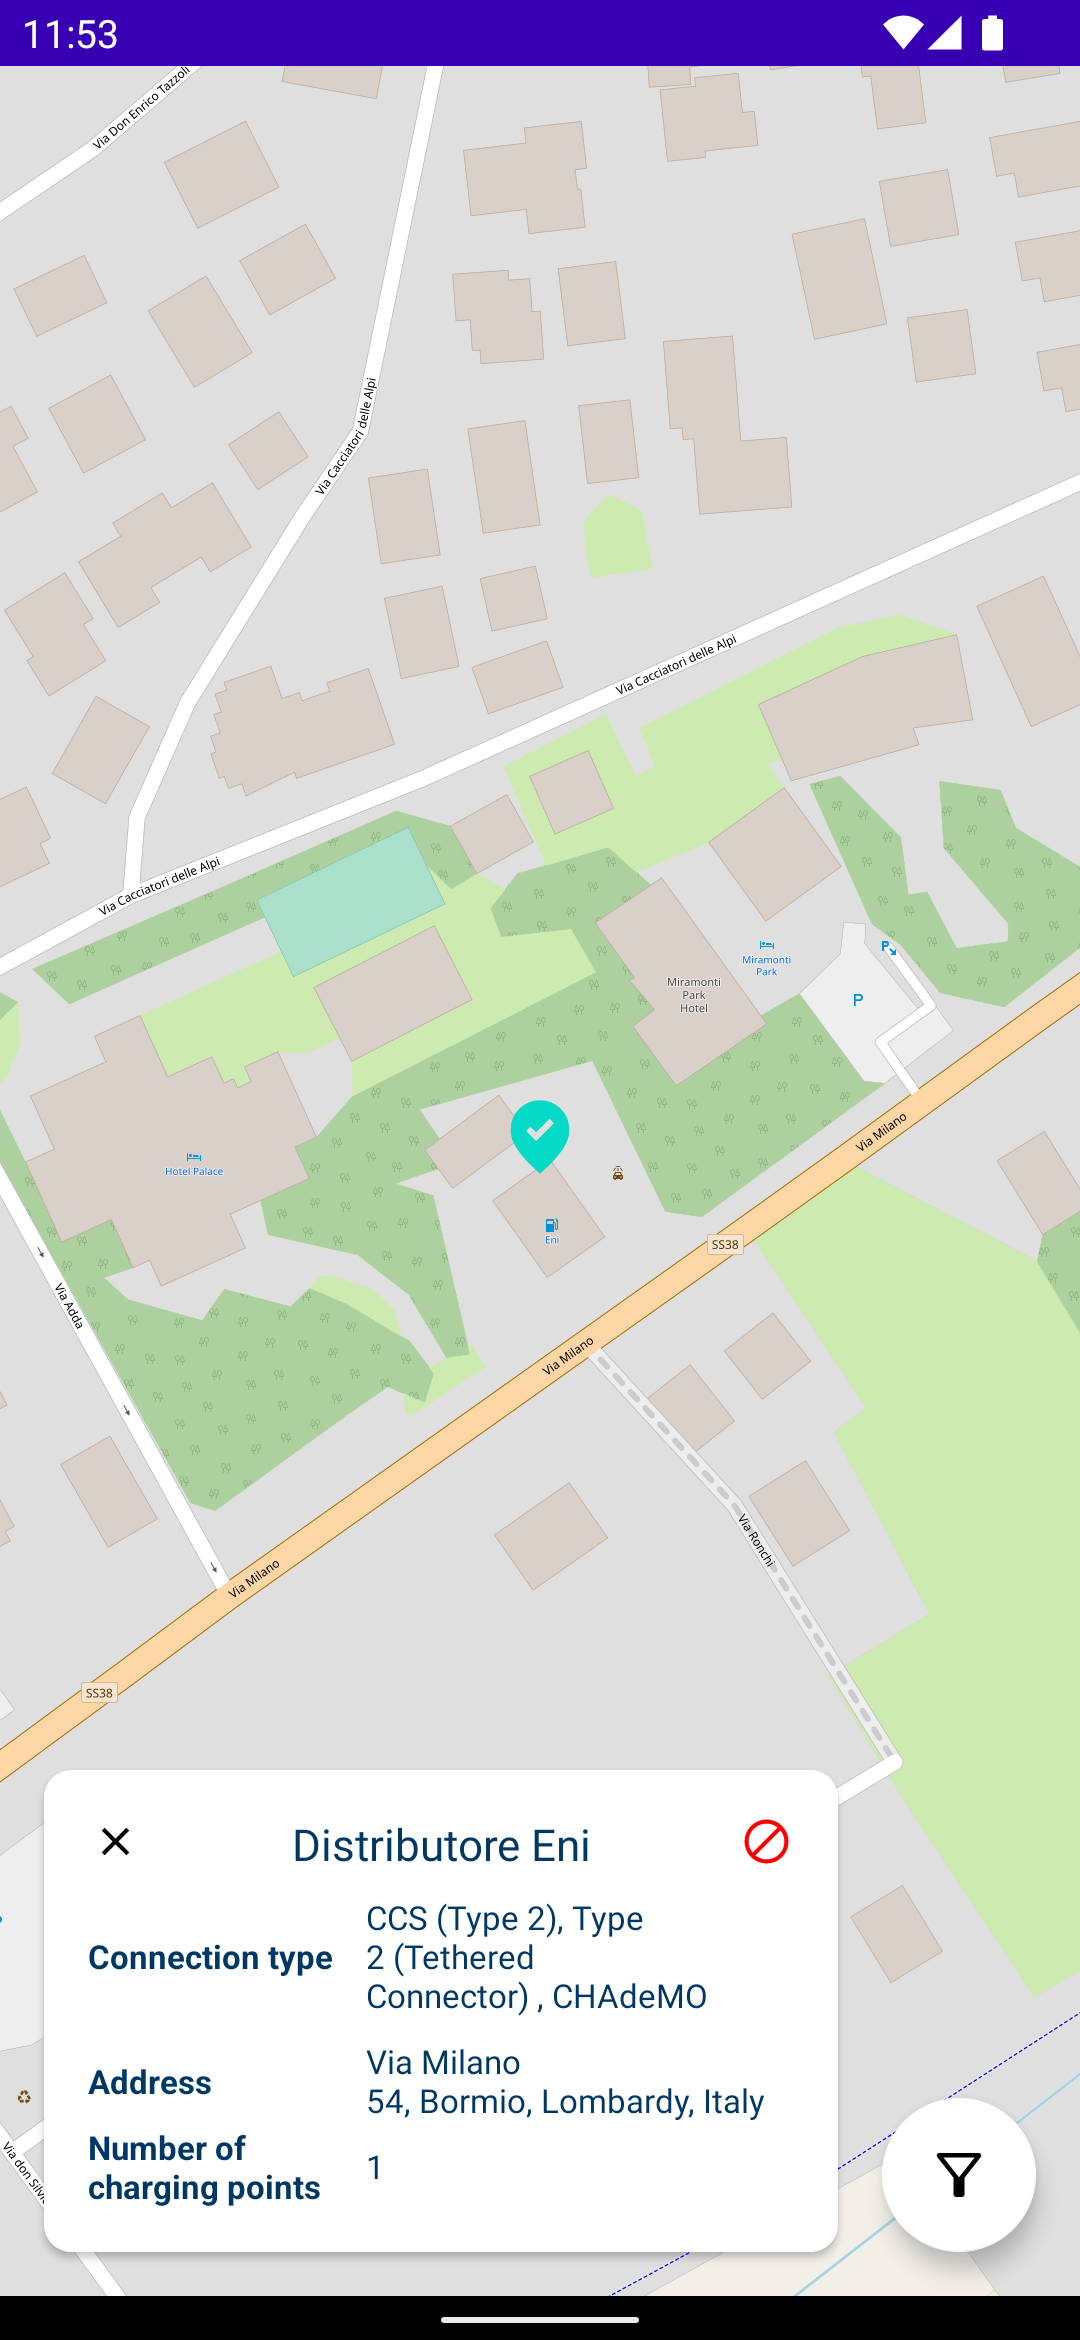 11:53
Via Don Enrico Tazzoli
Via Cacciatori delle Alpi
Via Cacciatori delle Alpi
Via Cacciatori delle Alpi
Miramonti
Park
Miramonti
Park
Hotel
P
P
Hotel Palace
Via Milano
Eni
SS38
Via Adda
Via Milano
Via Ronchi
Via Milano
SS38
Distributore Eni
Connection type
CCS (Type 2), Type
2 (Tethered
Connector) , CHAdeMO
Address
Via Milano
54, Bormio, Lombardy, Italy
Number of
charging points
1
Via don